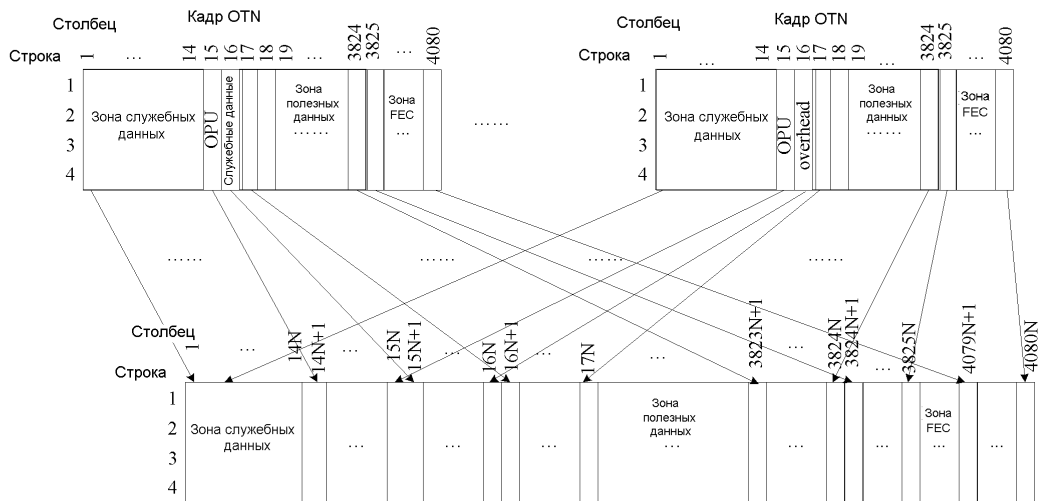 Столбец
Кадр OTN
Строка
1 … 14 15 16 17 18 19 … 3824 3825 … 4080
1
2
3
4
Зона служебных данных
OPU
Служебные данные
Зона полезных данных
……
Зона FEC
…
……
Столбец
Кадр OTN
Строка
1 … 14 15 16 17 18 19 … 3824 3825 … 4080
1
2
3
4
Зона служебных данных
OPU
overhead
Зона полезных данных
……
Зона FEC
…
……
……
……
……
Столбец
Строка
1 … 14N 14N+1 … 15N 15N+1 … 16N 16N+1 … 17N … 3823N+1 … 3824N 3824N+1 … 3825N 4079N+1 … 4080N
1
2
3
4
Зона служебных данных
…
…
…
Зона полезных данных
…
…
…
Зона FEC
…
…